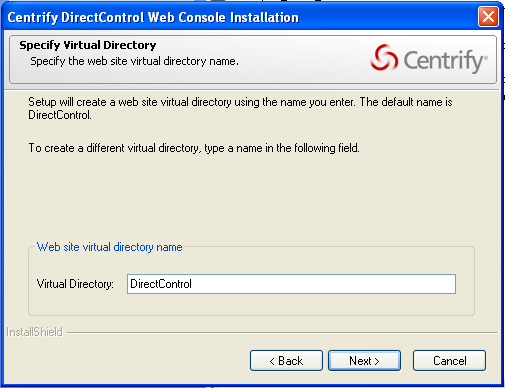 Centrify DirectControl Web Console Installation
Specify Virtual Directory
Specify the web site virtual directory name.
Centrify®
Setup will create a web site virtual directory using the name you enter. The default name is
DirectControl.
To create a different virtual directory, type a name in the following field.
Web site virtual directory name
Virtual Directory: DirectControl
InstallShield
< Back Next > Cancel